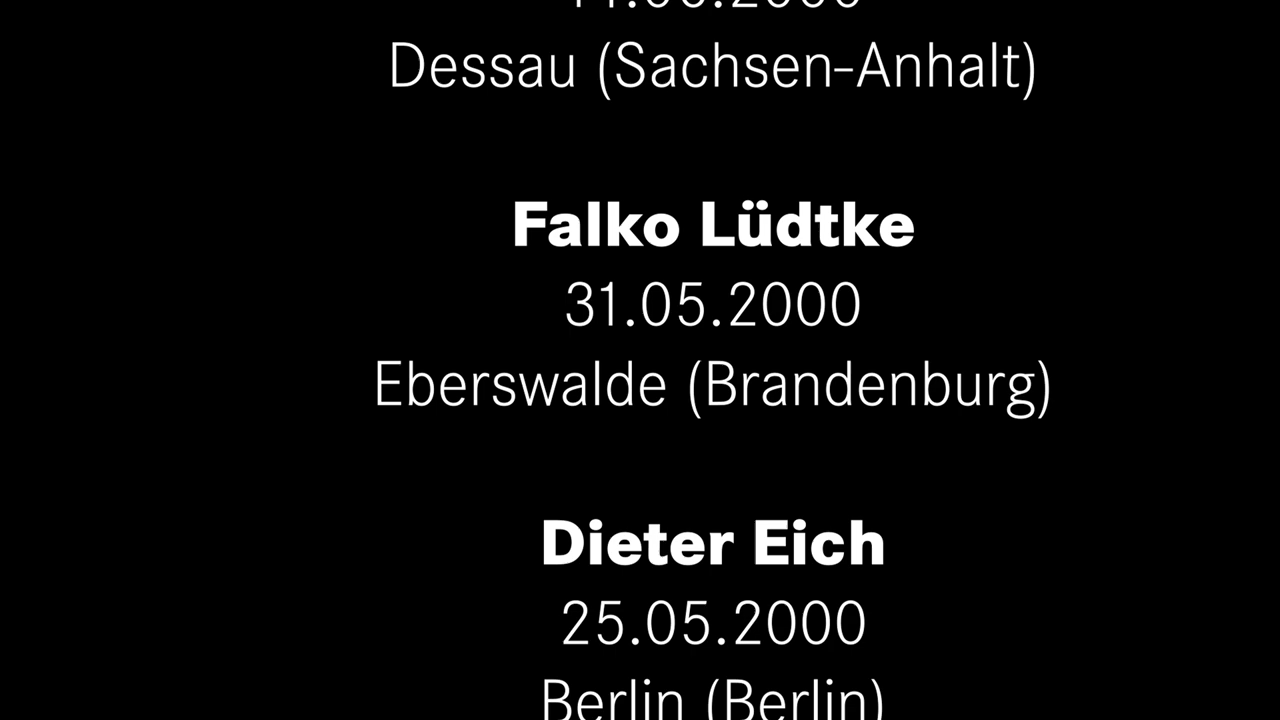 Dessau (Sachsen-Anhalt)
Falko Lüdtke
31.05.2000
Eberswalde (Brandenburg)
Dieter Eich
25.05.2000
Berlin (Berlin)